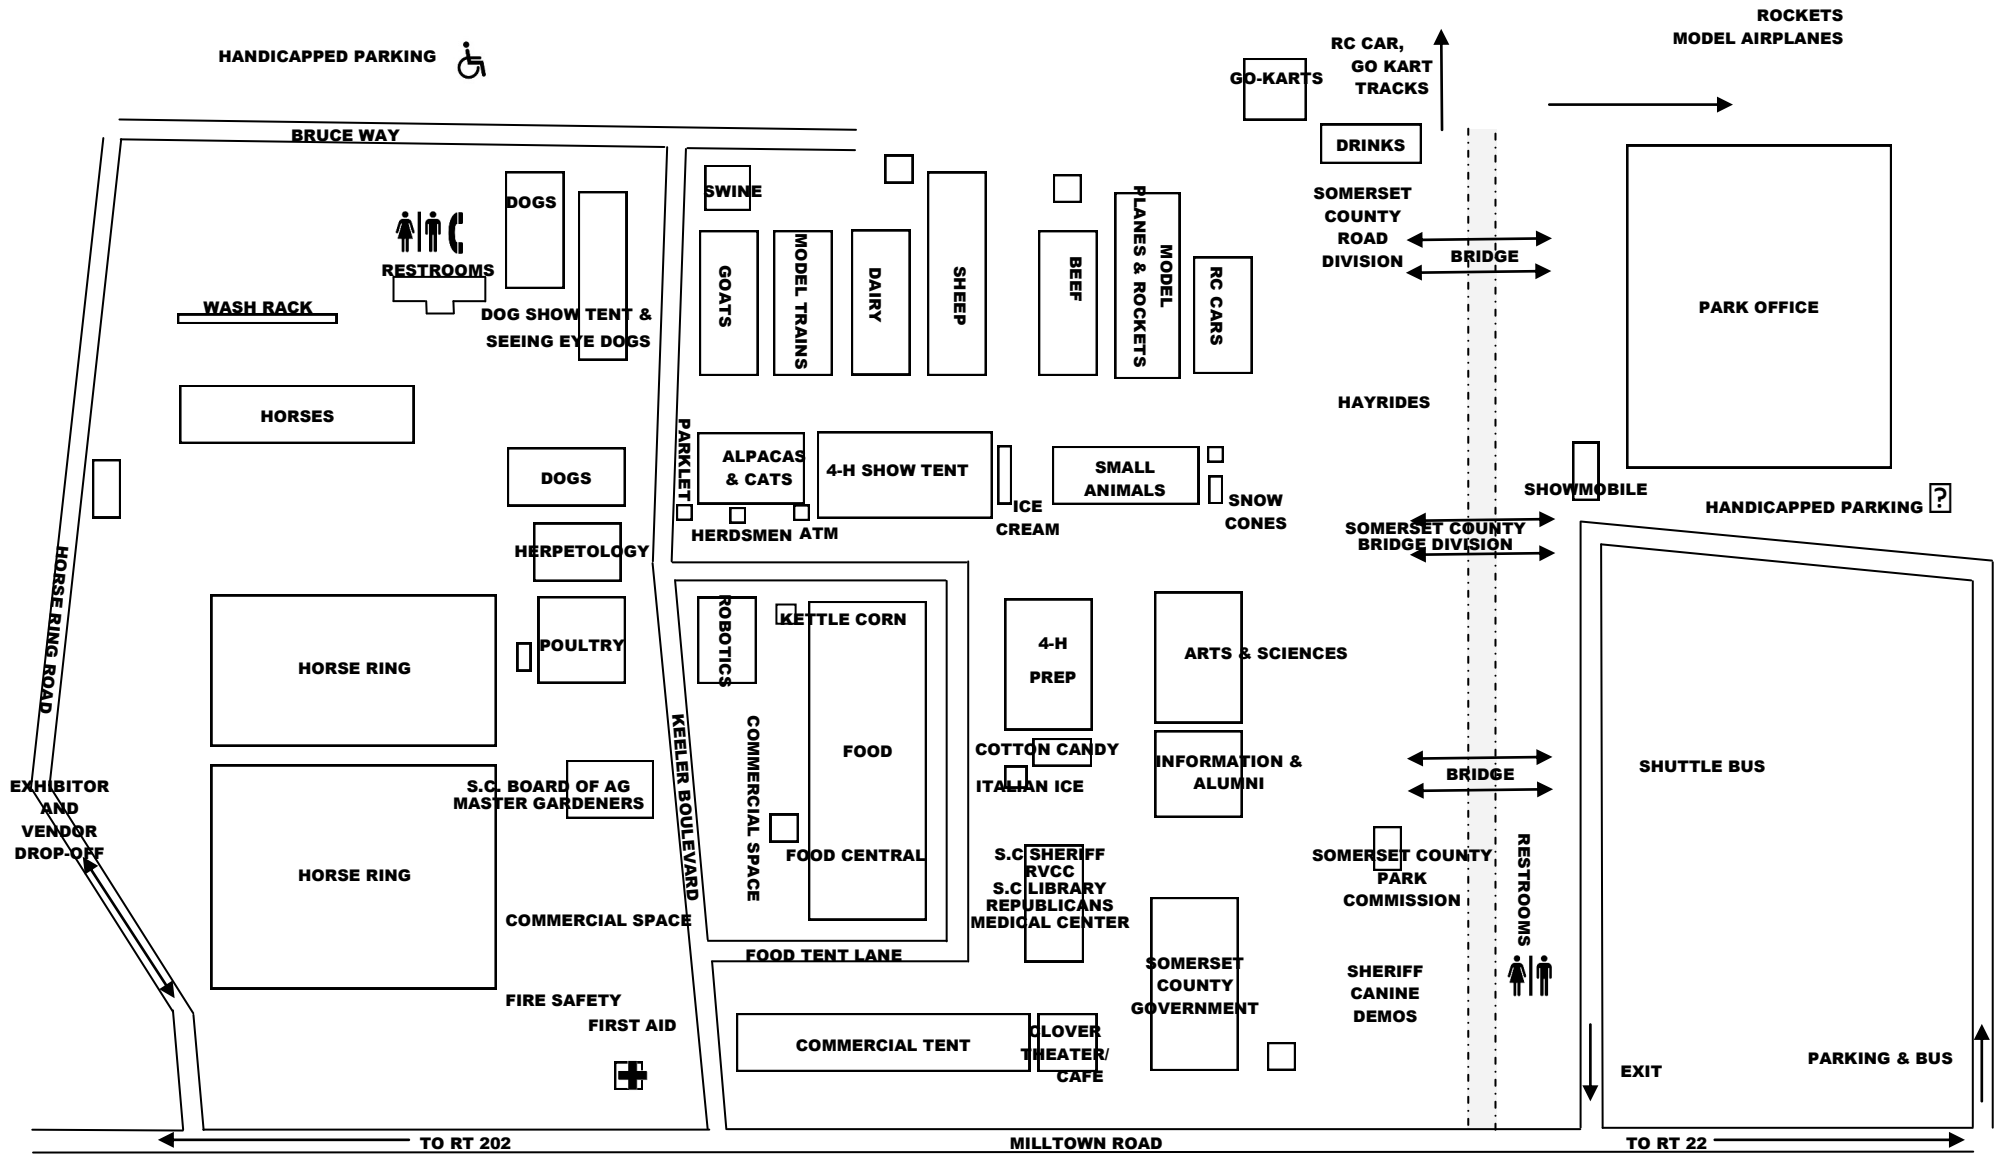 ROCKETS
MODEL AIRPLANES
HANDICAPPED PARKING
RC CAR,
GO KART
TRACKS
GO-KARTS
BRUCE WAY
DRINKS
DOGS
SWINE
SOMERSET
COUNTY
ROAD
DIVISION
BRIDGE
RESTROOMS
WASH RACK
DOG SHOW TENT &
SEEING EYE DOGS
GOATS
MODEL TRAINS
DAIRY
SHEEP
BEEF
MODEL
PLANES & ROCKETS
RC CARS
PARK OFFICE
HORSES
HAYRIDES
PARKLET
ALPACAS
& CATS
4-H SHOW TENT
SMALL
ANIMALS
DOGS
ICE
CREAM
SNOW
CONES
SHOWMOBILE
HANDICAPPED PARKING ?
HERDSMEN
ATM
SOMERSET COUNTY
BRIDGE DIVISION
HERPETOLOGY
HORSE RING ROAD
HORSE RING
POULTRY
ROBOTICS
KETTLE CORN
4-H
PREP
ARTS & SCIENCES
KEELER BOULEVARD
COMMERCIAL SPACE
FOOD
COTTON CANDY
ITALIAN ICE
INFORMATION &
ALUMNI
BRIDGE
SHUTTLE BUS
EXHIBITOR
AND
VENDOR
DROP-OFF
S.C. BOARD OF AG
MASTER GARDENERS
HORSE RING
FOOD CENTRAL
S.C SHERIFF
RVCC
S.C LIBRARY
REPUBLICANS
MEDICAL CENTER
SOMERSET COUNTY
PARK
COMMISSION
RESTROOMS
COMMERCIAL SPACE
FOOD TENT LANE
SOMERSET
COUNTY
GOVERNMENT
SHERIFF
CANINE
DEMOS
FIRE SAFETY
FIRST AID
COMMERCIAL TENT
CLOVER
THEATER/
CAFE
EXIT
PARKING & BUS
TO RT 202
MILLTOWN ROAD
TO RT 22